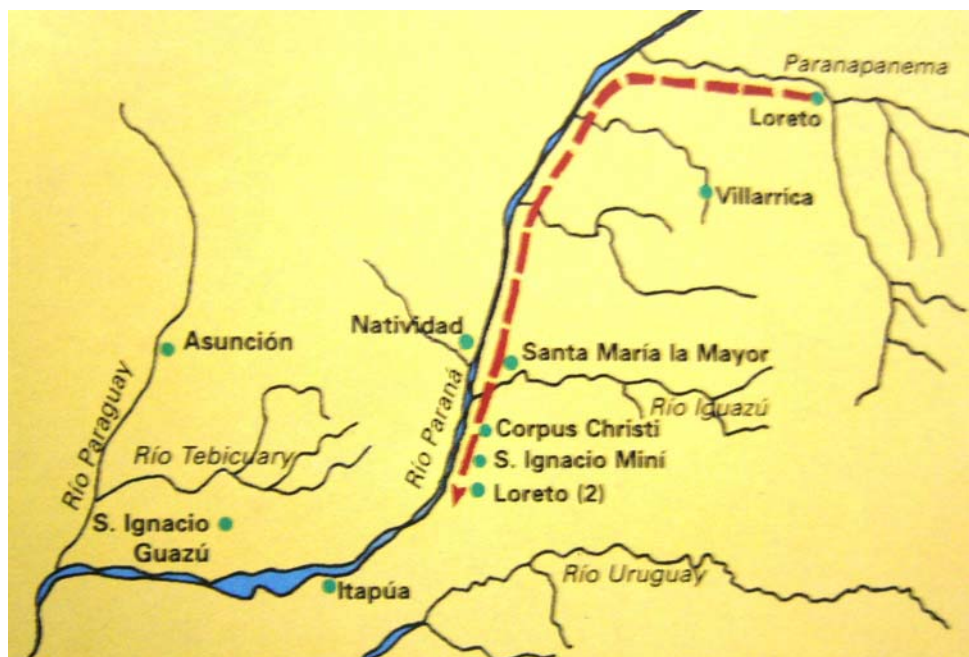 Paranapanema
Loreto
Villarrica
Natividad
Asunción
Santa María la Mayor
Río Paraguay
Río Paraná
Río Iguazú
Corpus Christi
Río Tebicuary
S. Ignacio Miní
Loreto (2)
S. Ignacio
Guazú
Itapúa
Río Uruguay